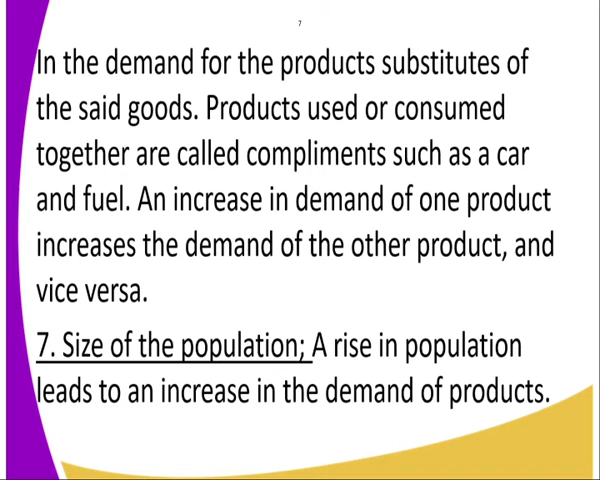 7
In the demand for the products substitutes of
the said goods. Products used or consumed
together are called compliments such as a car
and fuel. An increase in demand of one product
increases the demand of the other product, and
vice versa.
7. Size of the population; A rise in population
leads to an increase in the demand of products.